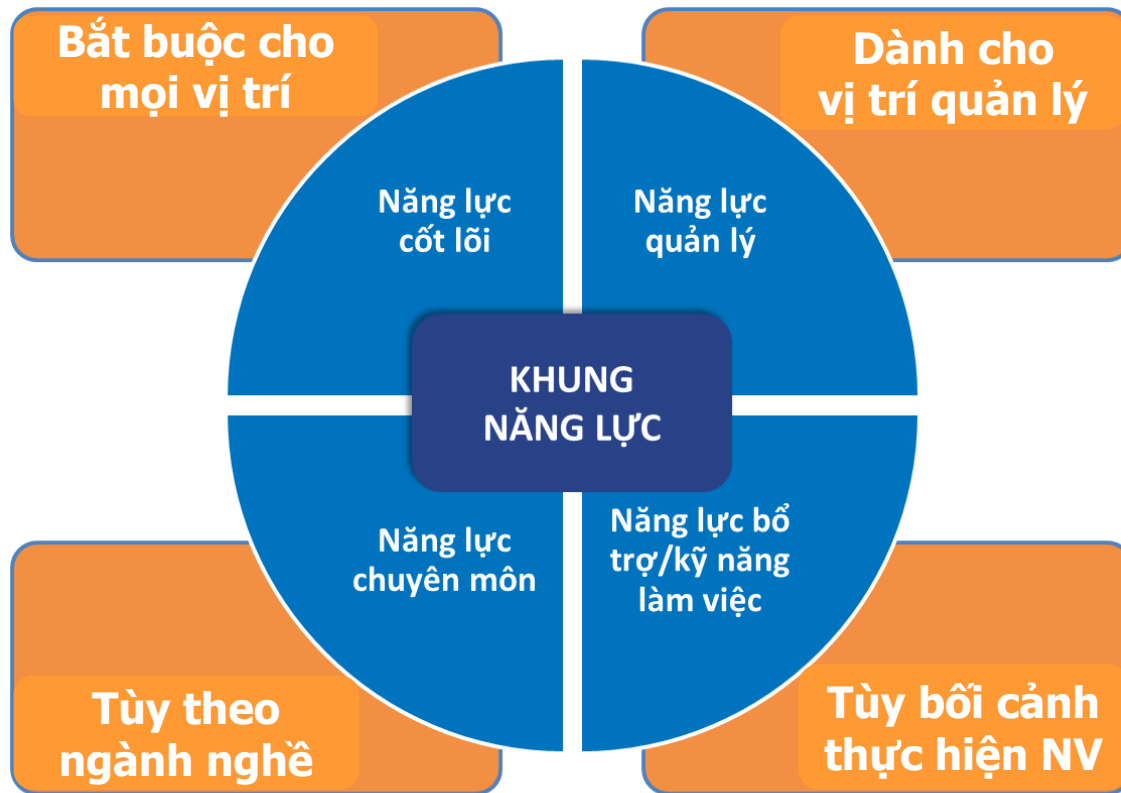 Bắt buộc cho
mọi vị trí
Dành cho
vị trí quản lý
Năng lực
cốt lõi
Năng lực
quản lý
KHUNG
NĂNG LỰC
Năng lực
chuyên môn
Năng lực bổ
trợ/kỹ năng
làm việc
Tùy theo
ngành nghề
Tùy bối cảnh
thực hiện NV